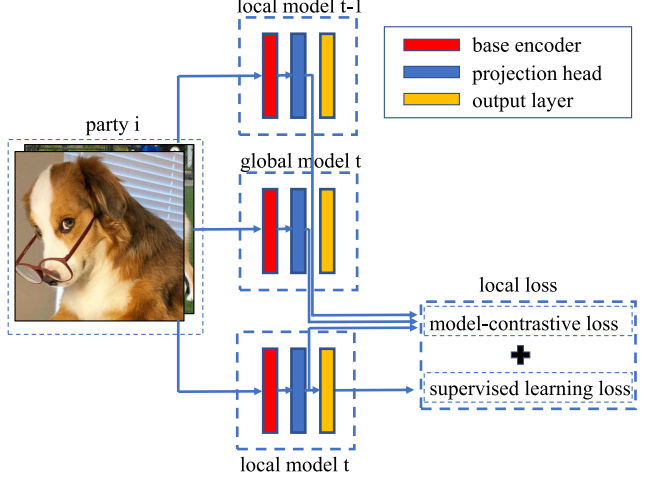 local model t-1
base encoder
projection head
output layer
party i
global model t
local loss
model-contrastive loss
supervised learning loss
local model t